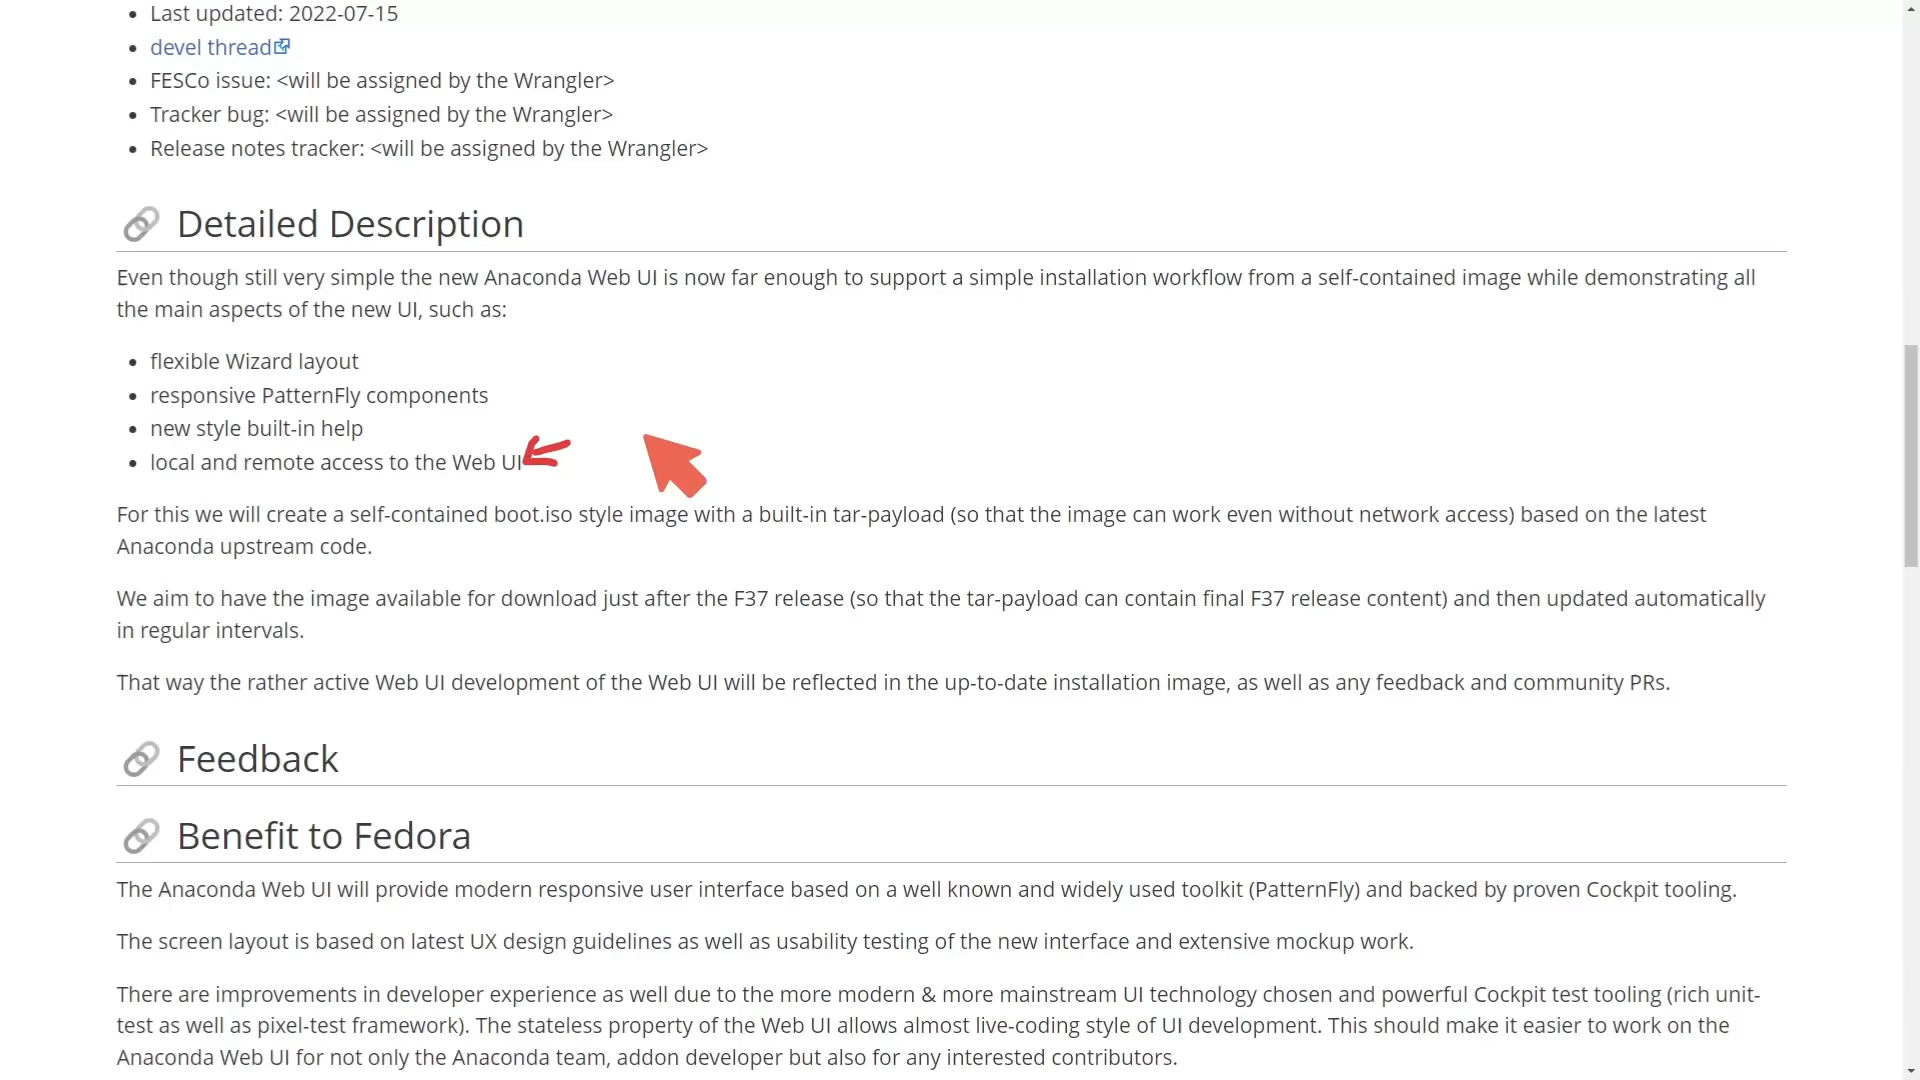 Last updated: 2022-07-15
devel thread
FESCo issue: <will be assigned by the Wrangler>
Tracker bug: <will be assigned by the Wrangler>
Release notes tracker: <will be assigned by the Wrangler>
Detailed Description
Even though still very simple the new Anaconda Web UI is now far enough to support a simple installation workflow from a self-contained image while demonstrating all
the main aspects of the new UI, such as:
flexible Wizard layout
responsive PatternFly components
new style built-in help
local and remote access to the Web UI
For this we will create a self-contained boot.iso style image with a built-in tar-payload (so that the image can work even without network access) based on the latest
Anaconda upstream code.
We aim to have the image available for download just after the F37 release (so that the tar-payload can contain final F37 release content) and then updated automatically
in regular intervals.
That way the rather active Web UI development of the Web UI will be reflected in the up-to-date installation image, as well as any feedback and community PRs.
Feedback
Benefit to Fedora
The Anaconda Web UI will provide modern responsive user interface based on a well known and widely used toolkit (PatternFly) and backed by proven Cockpit tooling.
The screen layout is based on latest UX design guidelines as well as usability testing of the new interface and extensive mockup work.
There are improvements in developer experience as well due to the more modern & more mainstream UI technology chosen and powerful Cockpit test tooling (rich unit-
test as well as pixel-test framework). The stateless property of the Web UI allows almost live-coding style of UI development. This should make it easier to work on the
Anaconda Web UI for not only the Anaconda team, addon developer but also for any interested contributors.